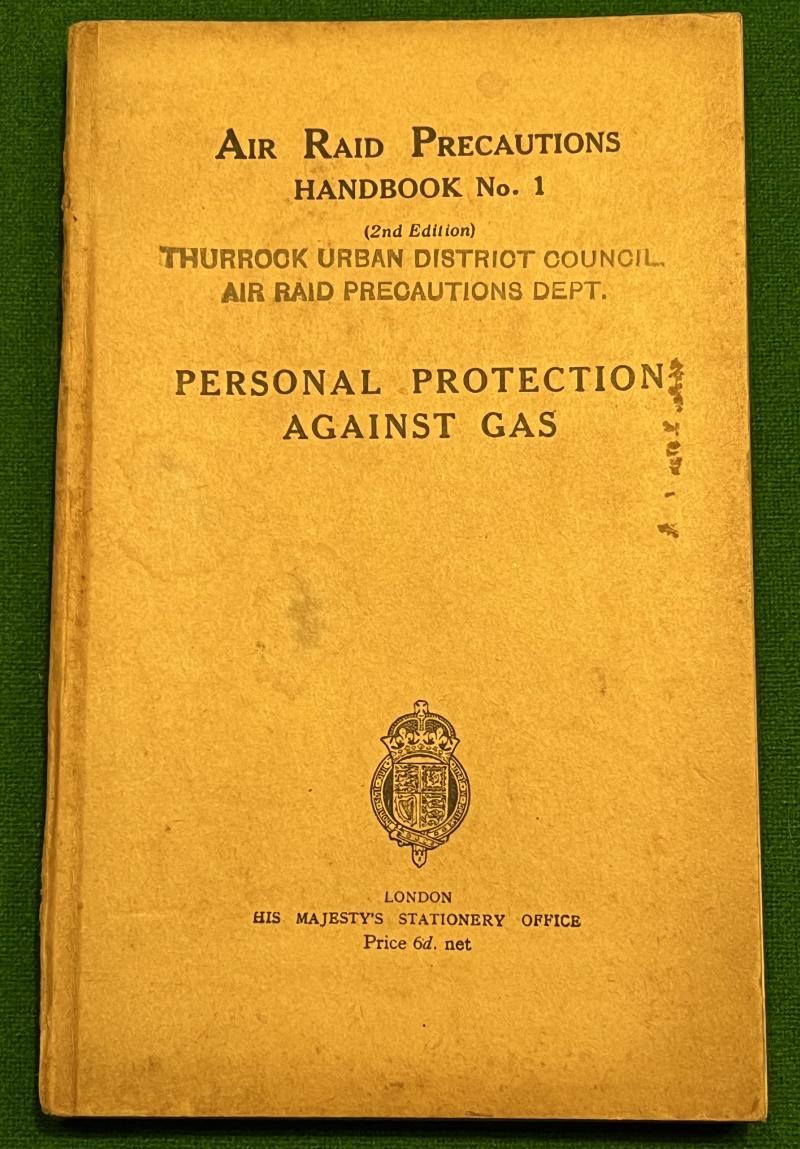 AIR RAID PRECAUTIONS
HANDBOOK No. 1
(2nd Edition)
THURROCK URBAN DISTRICT COUNCIL.
AIR RAID PRECAUTIONS DEPT.
PERSONAL PROTECTION
AGAINST GAS
LONDON
HIS MAJESTY'S STATIONERY OFFICE
Price 6d. net